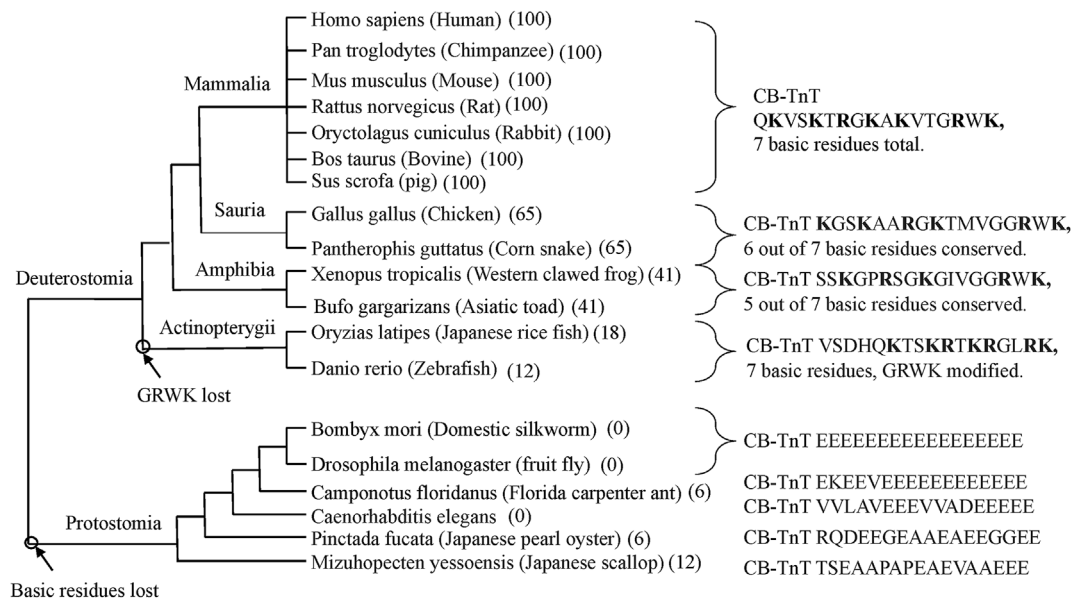 Homo sapiens (Human) (100)
Pan troglodytes (Chimpanzee) (100)
Mammalia
Mus musculus (Mouse) (100)
Rattus norvegicus (Rat) (100)
Oryctolagus cuniculus (Rabbit) (100)
Bos taurus (Bovine) (100)
Sus scrofa (pig) (100)
CB-TnT
QKVSKTRGKAKVTGRWK,
7 basic residues total.
Sauria
Gallus gallus (Chicken) (65)
Pantherophis guttatus (Corn snake) (65)
CB-TnT KGSKAARGKTMVGGRWK,
6 out of 7 basic residues conserved.
Deuterostomia
Amphibia
Xenopus tropicalis (Western clawed frog) (41)
Bufo gargarizans (Asiatic toad) (41)
CB-TnT SSKGPRSGKGIVGGRWK,
5 out of 7 basic residues conserved.
Actinopterygii
Oryzias latipes (Japanese rice fish) (18)
Danio rerio (Zebrafish) (12)
CB-TnT VSDHQKTSKRTKRGLRK,
7 basic residues, GRWK modified.
GRWK lost
Bombyx mori (Domestic silkworm) (0)
Drosophila melanogaster (fruit fly) (0)
CB-TnT EEEEEEEEEEEEEEEEE
Camponotus floridanus (Florida carpenter ant) (6)
CB-TnT EKEEVEEEEEEEEEEEE
Protostomia
Caenorhabditis elegans (0)
CB-TnT VVLAVEEEVVADEEEEE
Pinctada fucata (Japanese pearl oyster) (6)
CB-TnT RQDEEGEAAEAEEGGEE
Mizuhopecten yessoensis (Japanese scallop) (12)
CB-TnT TSEAAPAPEAEVAAEEE
Basic residues lost